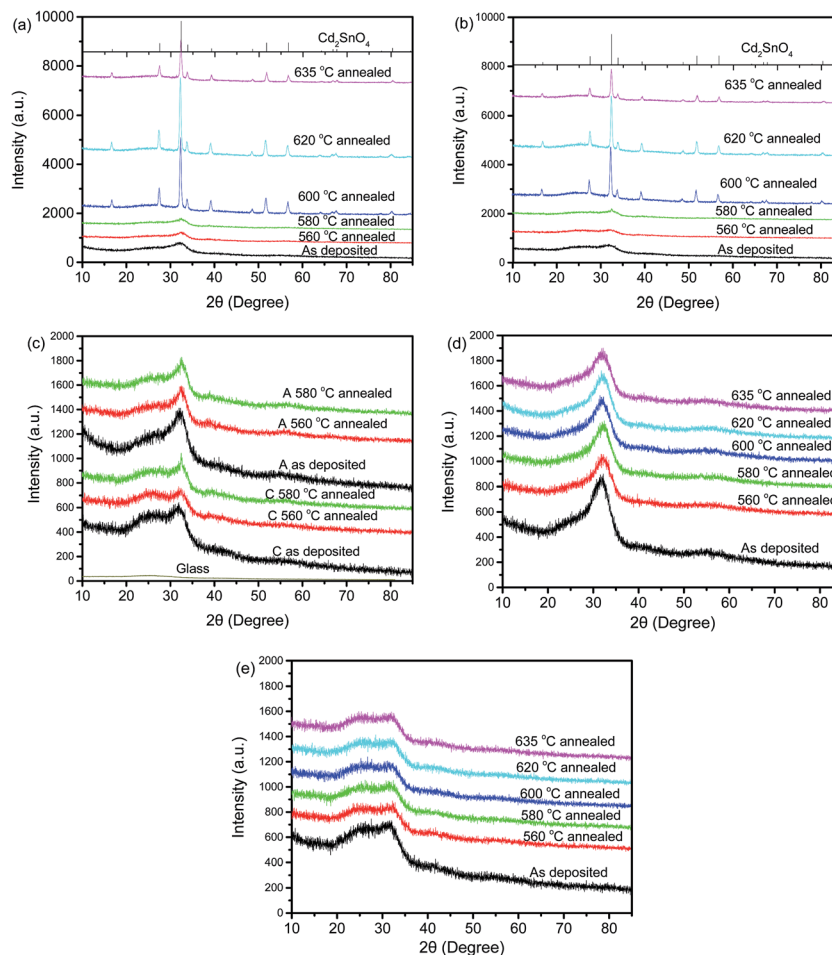 (a)
10000
8000
6000
4000
2000
0
Intensity (a.u.)
Cd₂SnO₄
635 °C annealed
620 °C annealed
600 °C annealed
580 °C annealed
560 °C annealed
As deposited
10 20 30 40 50 60 70 80
2θ (Degree)
(b)
10000
8000
6000
4000
2000
0
Intensity (a.u.)
Cd₂SnO₄
635 °C annealed
620 °C annealed
600 °C annealed
580 °C annealed
560 °C annealed
As deposited
10 20 30 40 50 60 70 80
2θ (Degree)
(c)
2000
1800
1600
1400
1200
1000
800
600
400
200
0
Intensity (a.u.)
A 580 °C annealed
A 560 °C annealed
A as deposited
C 580 °C annealed
C 560 °C annealed
C as deposited
Glass
10 20 30 40 50 60 70 80
2θ (Degree)
(d)
2000
1800
1600
1400
1200
1000
800
600
400
200
0
Intensity (a.u.)
635 °C annealed
620 °C annealed
600 °C annealed
580 °C annealed
560 °C annealed
As deposited
10 20 30 40 50 60 70 80
2θ (Degree)
(e)
2000
1800
1600
1400
1200
1000
800
600
400
200
0
Intensity (a.u.)
635 °C annealed
620 °C annealed
600 °C annealed
580 °C annealed
560 °C annealed
As deposited
10 20 30 40 50 60 70 80
2θ (Degree)